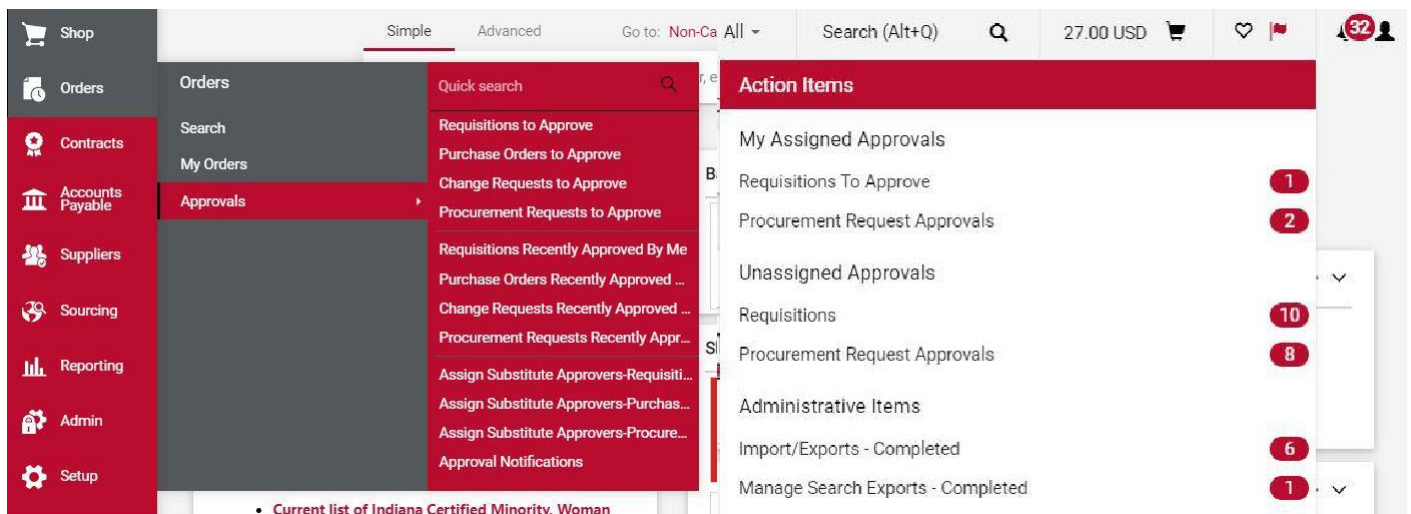 Shop
Orders
Contracts
Accounts
Payable
Suppliers
Sourcing
Reporting
Admin
Setup
Simple
Advanced
Go to: Non-Ca
Orders
Search
My Orders
Approvals
Quick search
Requisitions to Approve
Purchase Orders to Approve
Change Requests to Approve
Procurement Requests to Approve
Requisitions Recently Approved By Me
Purchase Orders Recently Approved ...
Change Requests Recently Approved ...
Procurement Requests Recently Appr...
Assign Substitute Approvers-Requisiti...
Assign Substitute Approvers-Purchas...
Assign Substitute Approvers-Procure...
Approval Notifications
Current list of Indiana Certified Minority, Woman
All
Search (Alt+Q)
27.00 USD
32
Action Items
My Assigned Approvals
Requisitions To Approve 1
Procurement Request Approvals 2
Unassigned Approvals
Requisitions 10
Procurement Request Approvals 8
Administrative Items
Import/Exports - Completed 6
Manage Search Exports - Completed 1